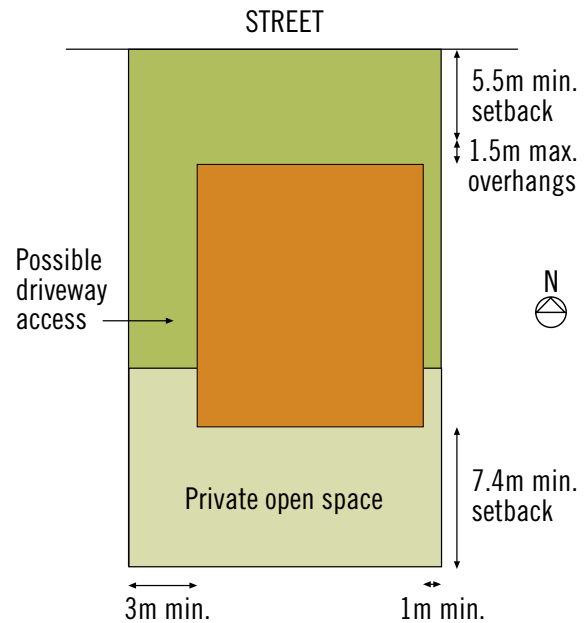 STREET
5.5m min.
setback
1.5m max.
overhangs
Possible
driveway
access
N
7.4m min.
setback
Private open space
3m min.
1m min.